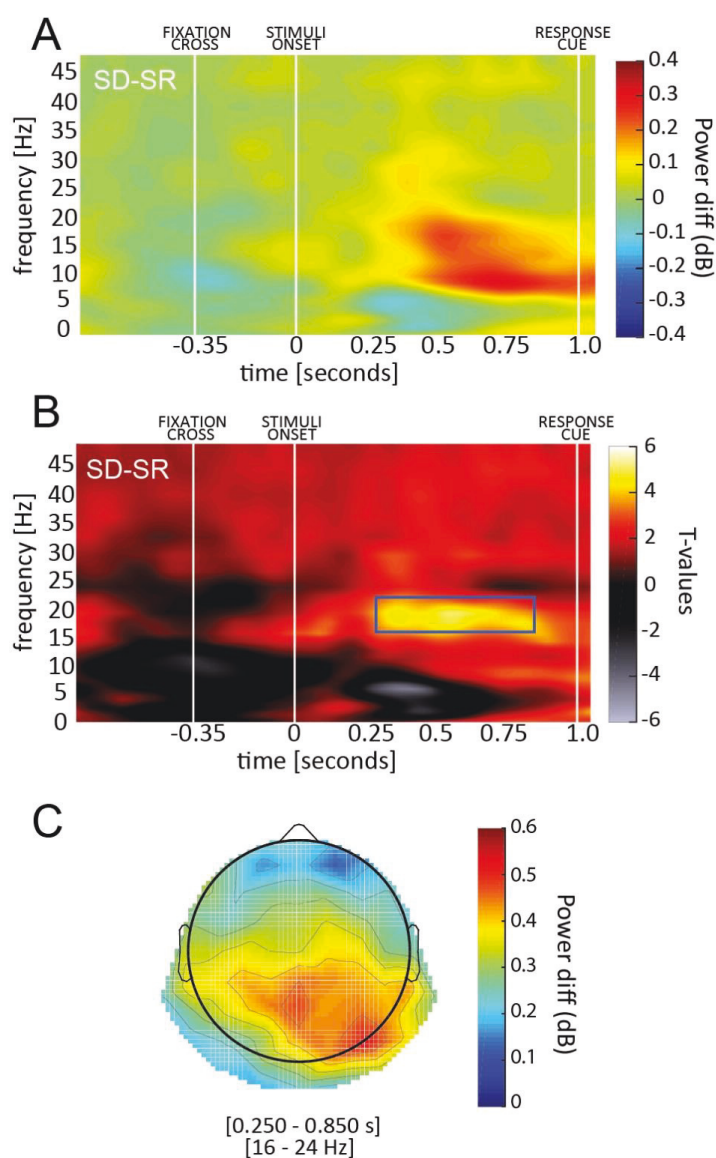 A
FIXATION CROSS
STIMULI ONSET
RESPONSE CUE
SD-SR
frequency [Hz]
45
40
35
30
25
20
15
10
5
0
-0.35
0
0.25
0.5
0.75
1.0
time [seconds]
0.4
0.3
0.2
0.1
0
-0.1
-0.2
-0.3
-0.4
Power diff (dB)
B
FIXATION CROSS
STIMULI ONSET
RESPONSE CUE
SD-SR
frequency [Hz]
45
40
35
30
25
20
15
10
5
0
-0.35
0
0.25
0.5
0.75
1.0
time [seconds]
6
4
2
0
-2
-4
-6
T-values
C
0.6
0.5
0.4
0.3
0.2
0.1
0
Power diff (dB)
[0.250 - 0.850 s]
[16 - 24 Hz]